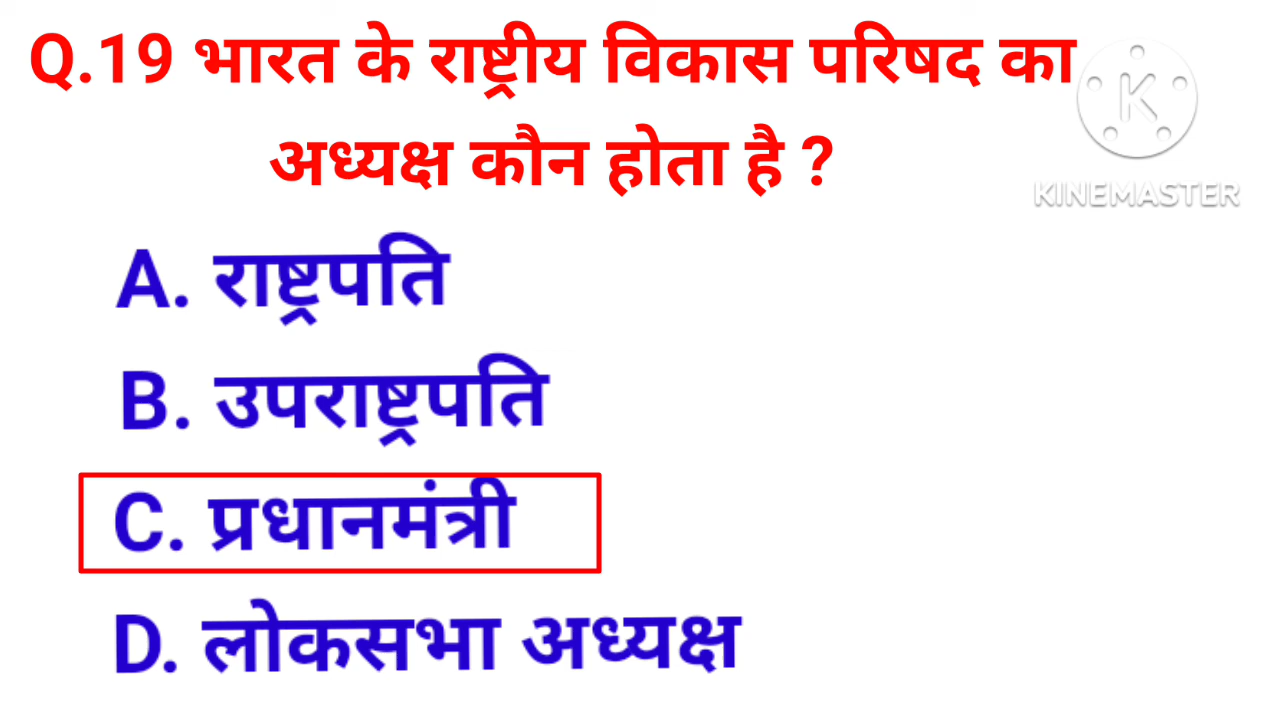 Q.19 भारत के राष्ट्रीय विकास परिषद का
अध्यक्ष कौन होता है ?
K
KINEMASTER
A. राष्ट्रपति
B. उपराष्ट्रपति
C. प्रधानमंत्री
D. लोकसभा अध्यक्ष